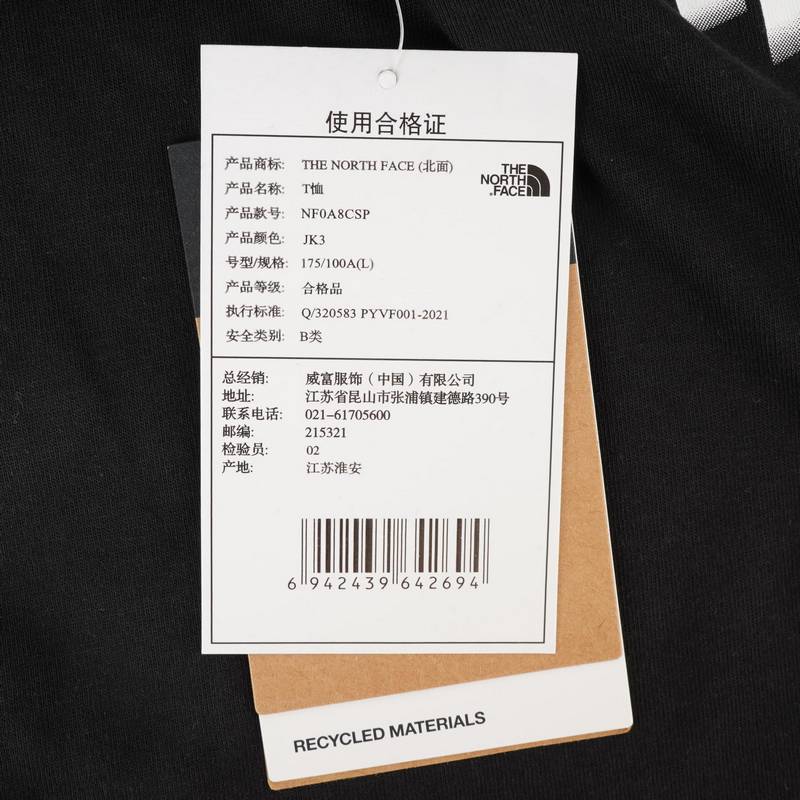 使用合格证
产品商标: THE NORTH FACE (北面)
产品名称: T恤
产品款号: NF0A8CSP
产品颜色: JK3
号型/规格: 175/100A(L)
产品等级: 合格品
执行标准: Q/320583 PYVF001-2021
安全类别: B类
THE
NORTH
FACE
总经销: 威富服饰（中国）有限公司
地址: 江苏省昆山市张浦镇建德路390号
联系电话: 021-61705600
邮编: 215321
检验员: 02
产地: 江苏淮安
6 942439 642694
RECYCLED MATERIALS